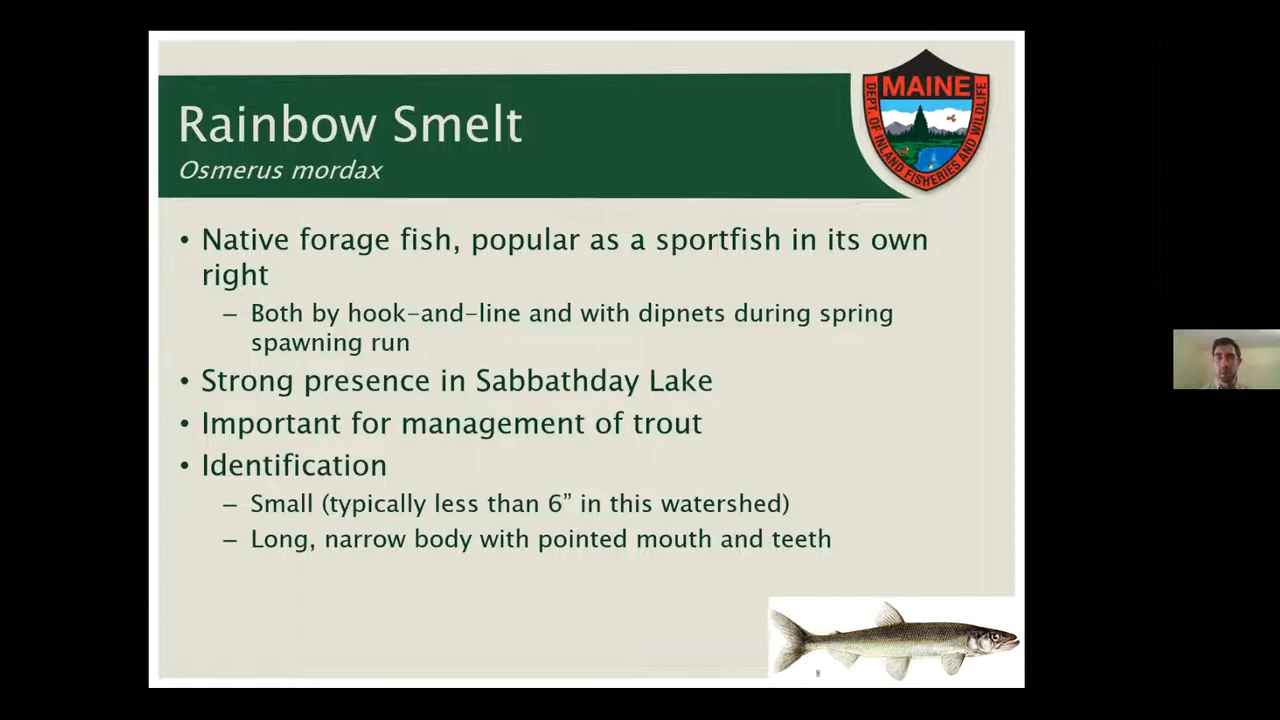 Rainbow Smelt
Osmerus mordax
MAINE
DEPT. OF INLAND FISHERIES AND WILDLIFE
• Native forage fish, popular as a sportfish in its own
right
– Both by hook-and-line and with dipnets during spring
spawning run
• Strong presence in Sabbathday Lake
• Important for management of trout
• Identification
– Small (typically less than 6” in this watershed)
– Long, narrow body with pointed mouth and teeth